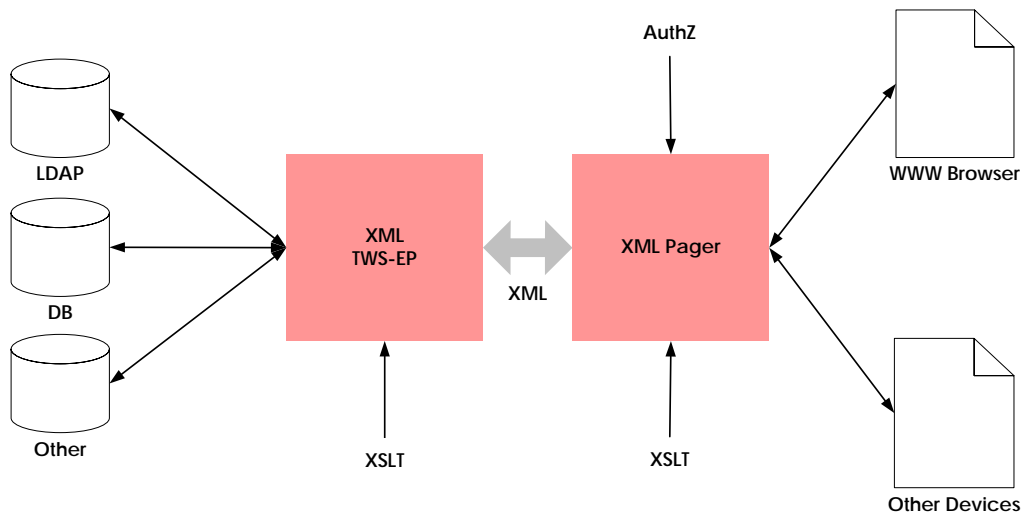 AuthZ
LDAP
WWW Browser
XML
TWS-EP
XML Pager
XML
DB
Other
XSLT
XSLT
Other Devices